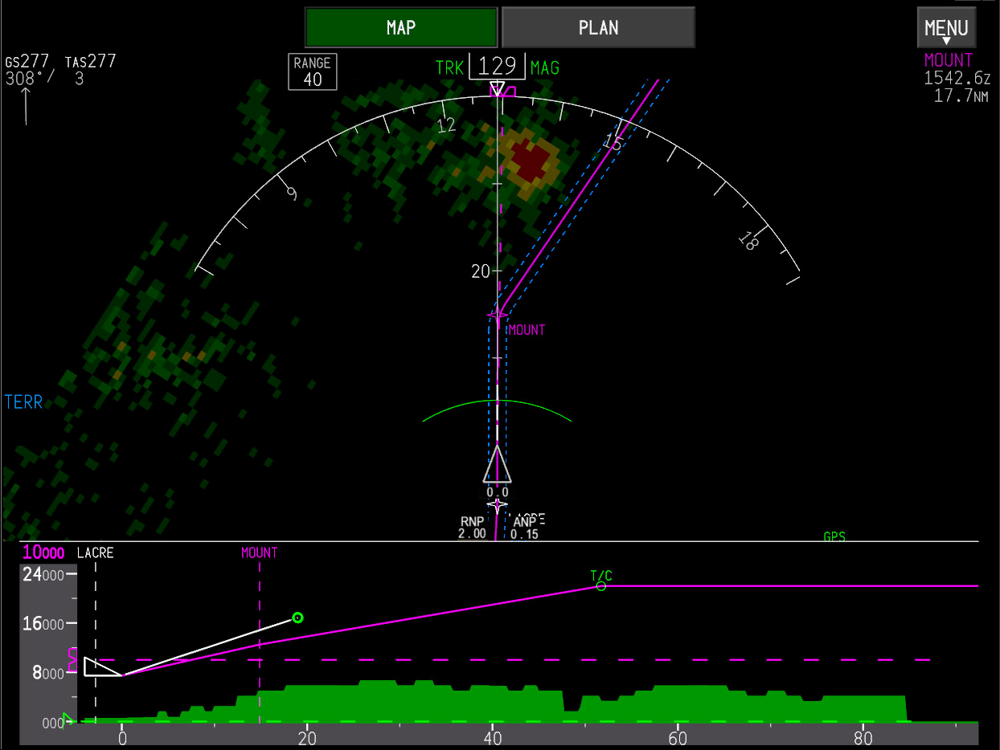 MAP
PLAN
MENU
GS277 TAS277
308°/ 3
RANGE
40
TRK 129 MAG
MOUNT
1542.6z
17.7NM
12
15
9
18
20
MOUNT
TERR
0.0
RNP
2.00
ANP
0.15
GPS
10000
LACRE
MOUNT
24000
T/C
16000
8000
000
0 20 40 60 80